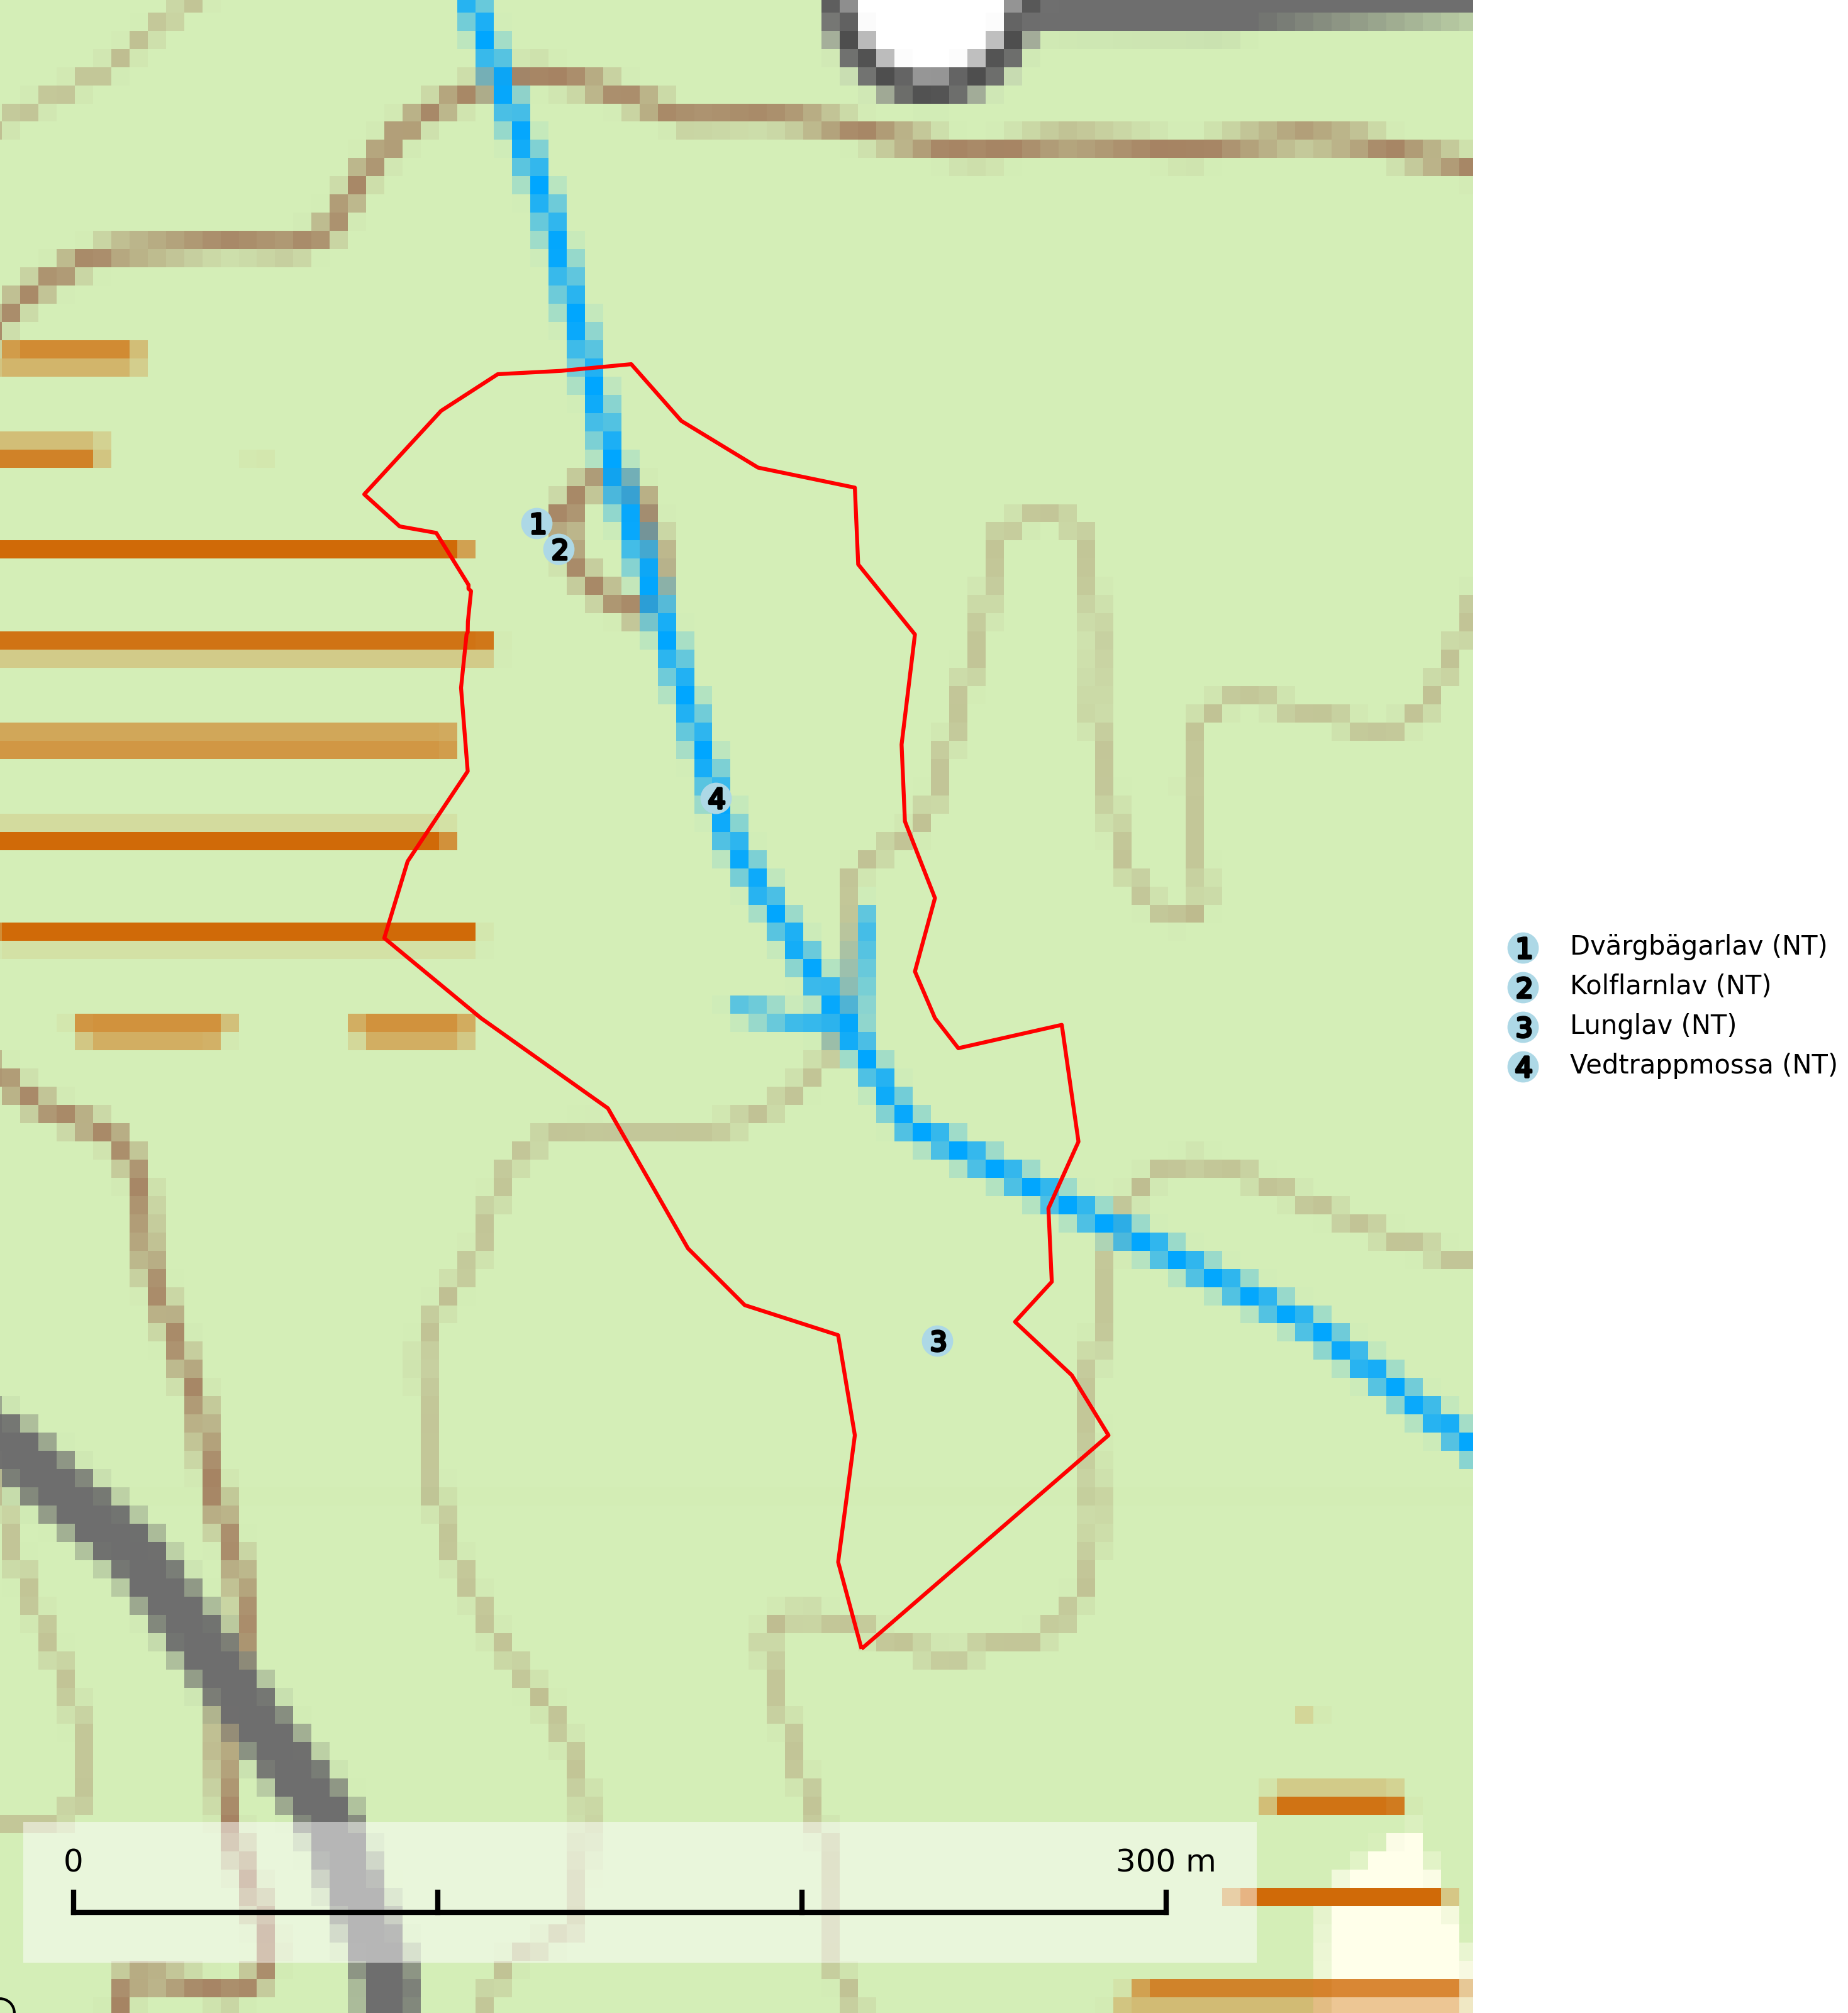 1
2
4
3
1 Dvärgbägarlav (NT)
2 Kolflarnlav (NT)
3 Lunglav (NT)
4 Vedtrappmossa (NT)
0 300 m